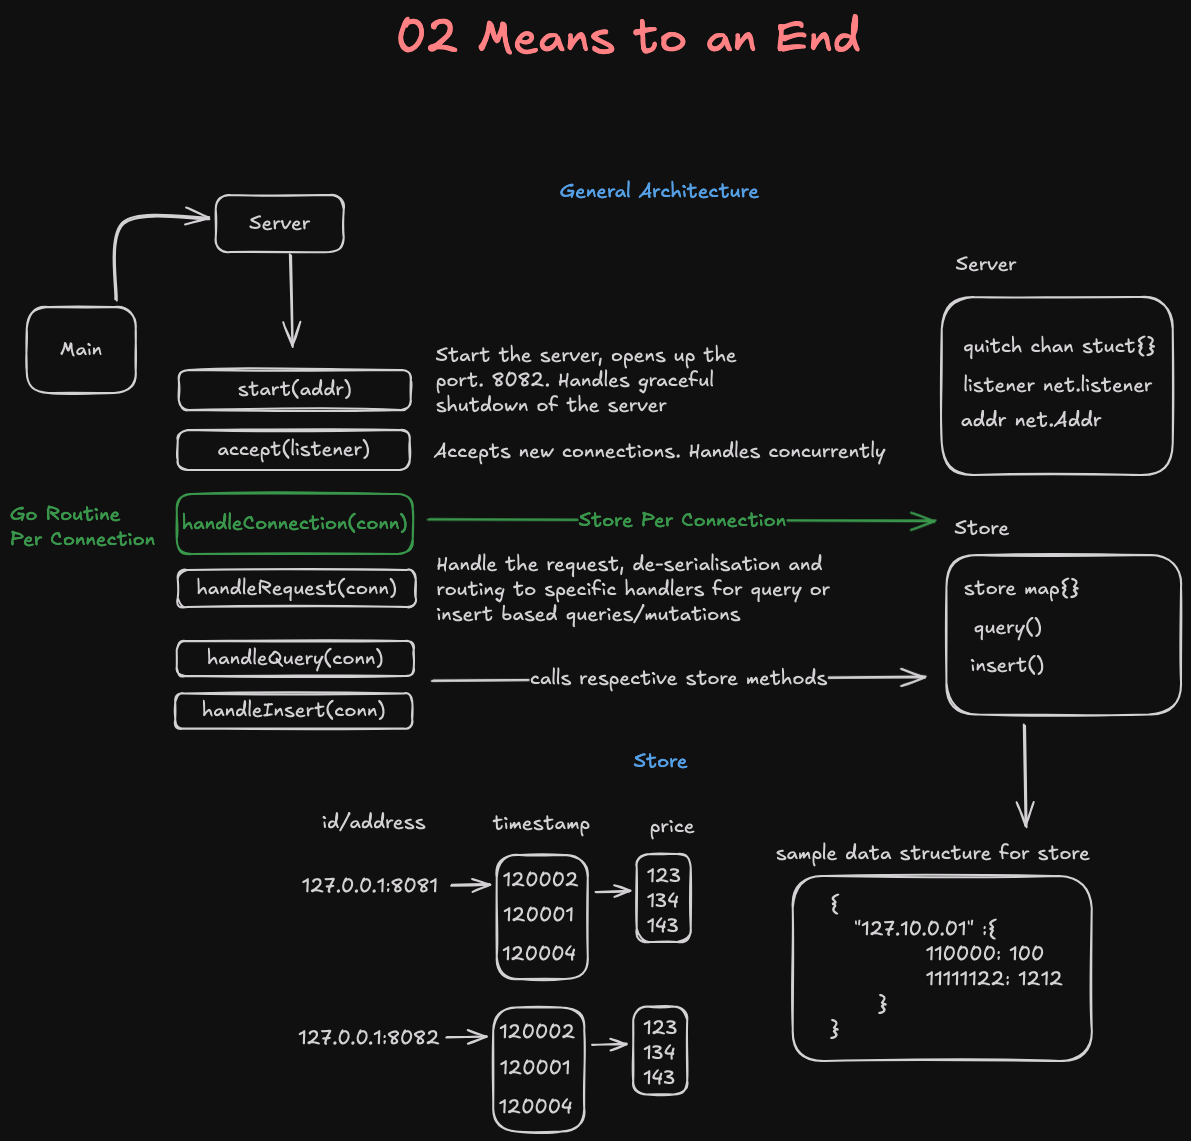 02 Means to an End
General Architecture
Server
Main
start(addr)
Start the server, opens up the
port. 8082. Handles graceful
shutdown of the server
accept(listener)
Accepts new connections. Handles concurrently
Go Routine
Per Connection
handleConnection(conn)
Store Per Connection
handleRequest(conn)
Handle the request, de-serialisation and
routing to specific handlers for query or
insert based queries/mutations
handleQuery(conn)
handleInsert(conn)
calls respective store methods
Server
quitch chan stuct{}
listener net.listener
addr net.Addr
Store
store map{}
query()
insert()
Store
id/address
timestamp
price
127.0.0.1:8081
120002
120001
120004
123
134
143
127.0.0.1:8082
120002
120001
120004
123
134
143
sample data structure for store
{
"127.10.0.01" :{
110000: 100
11111122: 1212
}
}